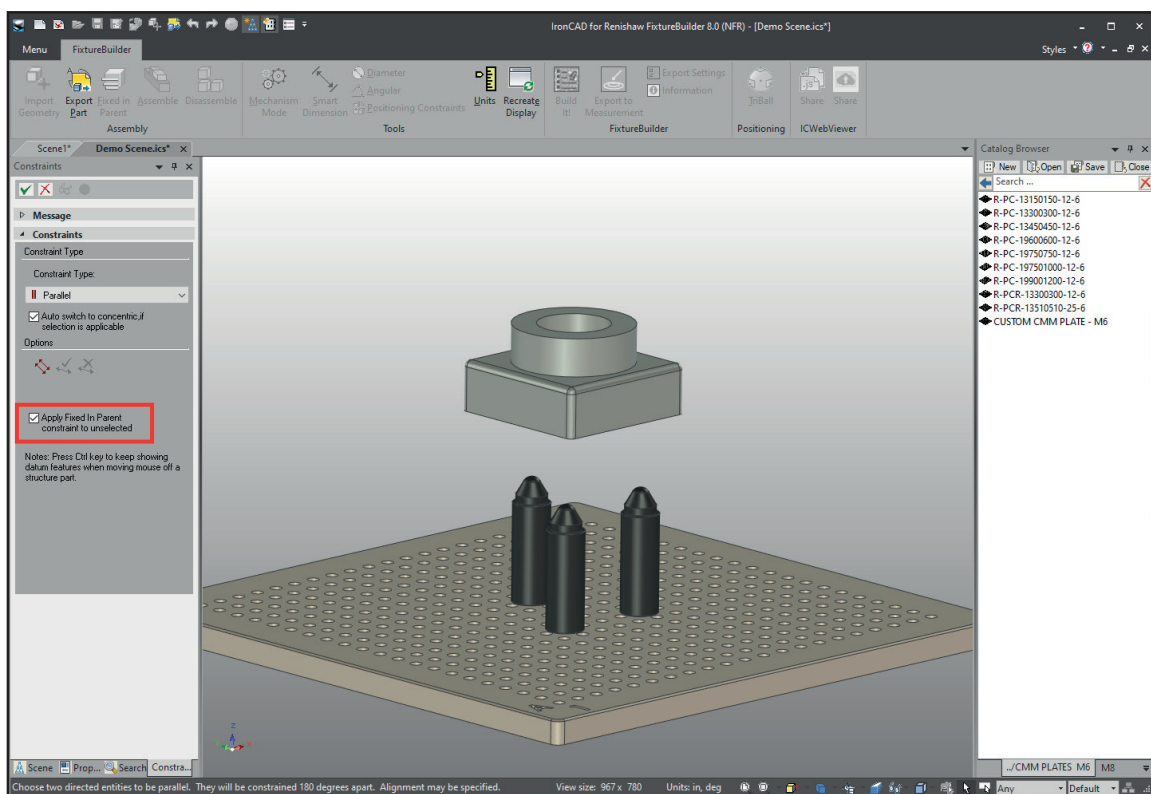 IronCAD for Renishaw FixtureBuilder 8.0 (NFR) - [Demo Scene.ics*]
Menu FixtureBuilder Styles
Import Geometry
Export Part
Fixed in Parent
Assemble
Disassemble
Assembly
Mechanism Mode
Smart Dimension
Diameter
Angular
Positioning Constraints
Units
Recreate Display
Tools
Build It!
Export to Measurement
Export Settings
Information
FixtureBuilder
TriBall
Positioning
Share Share
ICWebViewer
Scene1* Demo Scene.ics* x
Constraints
Message
Constraints
Constraint Type
Constraint Type:
Parallel
Auto switch to concentric,if
selection is applicable
Options
Apply Fixed In Parent
constraint to unselected
Notes: Press Ctrl key to keep showing
datum features when moving mouse off a
structure part.
Z
Scene Prop... Search Constra...
Catalog Browser
New Open Save Close
Search ...
R-PC-13150150-12-6
R-PC-13300300-12-6
R-PC-13450450-12-6
R-PC-19600600-12-6
R-PC-19750750-12-6
R-PC-197501000-12-6
R-PC-199001200-12-6
R-PCR-13300300-12-6
R-PCR-13510510-25-6
CUSTOM CMM PLATE - M6
../CMM PLATES M6 M8
Choose two directed entities to be parallel. They will be constrained 180 degrees apart. Alignment may be specified. View size: 967 x 780 Units: in, deg Any Default